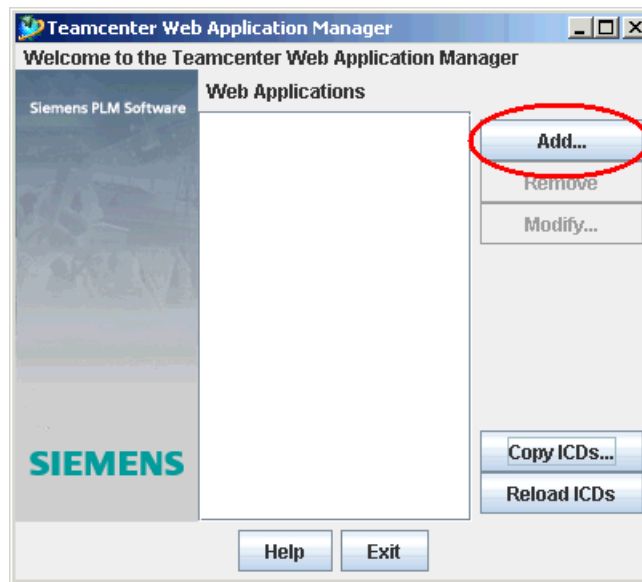 Teamcenter Web Application Manager
Welcome to the Teamcenter Web Application Manager
Siemens PLM Software
Web Applications
Add...
Remove
Modify...
SIEMENS
Copy ICDs...
Reload ICDs
Help
Exit